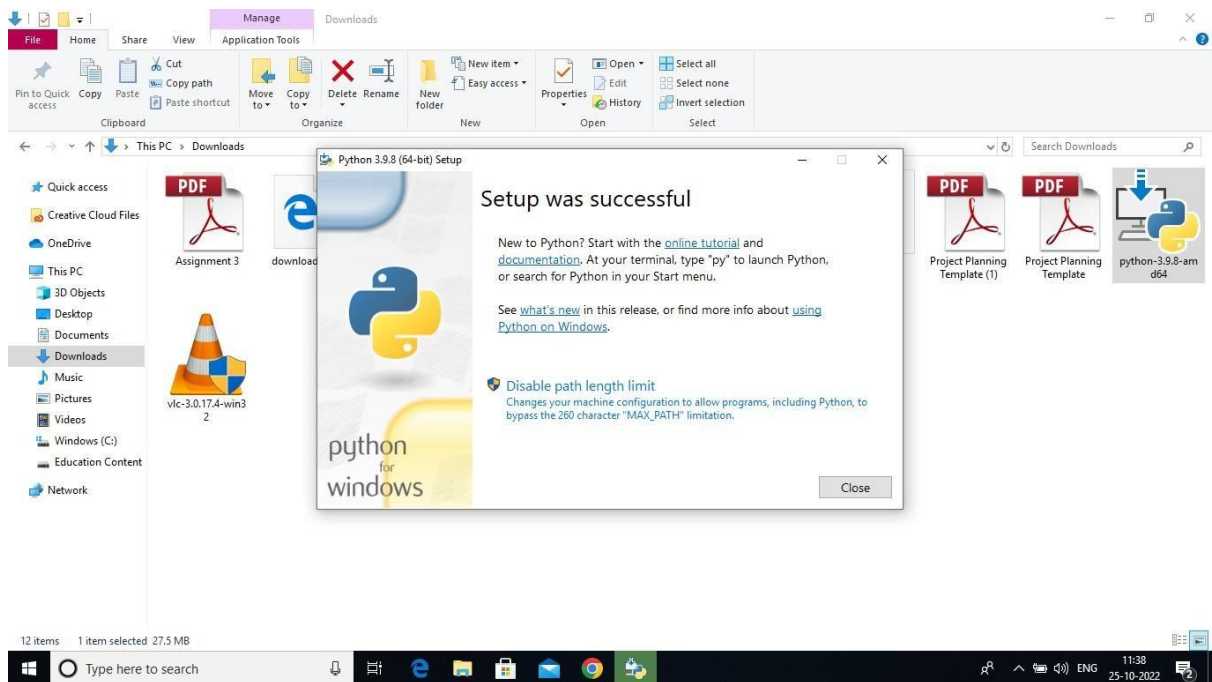 Manage
Downloads
File
Home
Share
View
Application Tools
Pin to Quick
access
Copy
Paste
Cut
Copy path
Paste shortcut
Clipboard
Move
to
Copy
to
Delete
Rename
Organize
New
folder
New item
Easy access
New
Properties
Open
Edit
History
Open
Select all
Select none
Invert selection
Select
This PC > Downloads
Search Downloads
Quick access
Creative Cloud Files
OneDrive
This PC
3D Objects
Desktop
Documents
Downloads
Music
Pictures
Videos
Windows (C:)
Education Content
Network
PDF
Assignment 3
download
vlc-3.0.17.4-win3
2
Python 3.9.8 (64-bit) Setup
Setup was successful
New to Python? Start with the online tutorial and
documentation. At your terminal, type "py" to launch Python,
or search for Python in your Start menu.
See what's new in this release, or find more info about using
Python on Windows.
Disable path length limit
Changes your machine configuration to allow programs, including Python, to
bypass the 260 character "MAX_PATH" limitation.
python
for
windows
Close
PDF
Project Planning
Template (1)
PDF
Project Planning
Template
python-3.9.8-am
d64
12 items
1 item selected 27.5 MB
Type here to search
ENG
11:38
25-10-2022
2